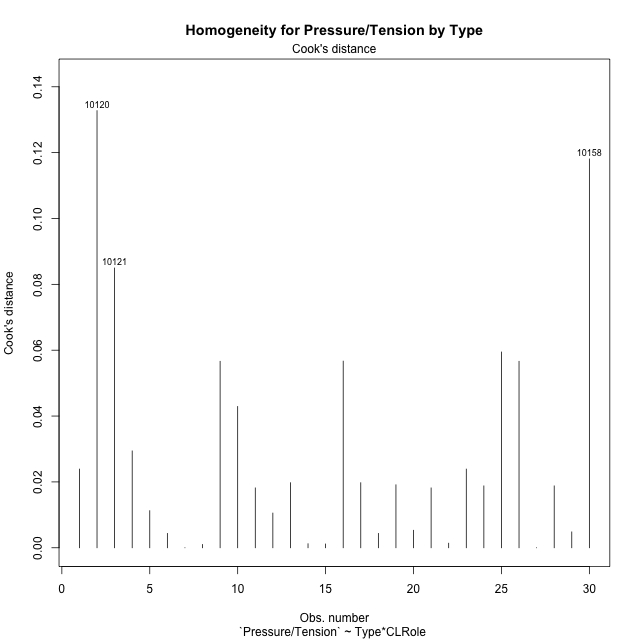 Homogeneity for Pressure/Tension by Type
Cook's distance
0.14
0.12
0.10
0.08
0.06
0.04
0.02
0.00
Cook's distance
10120
10121
10158
0 5 10 15 20 25 30
Obs. number
`Pressure/Tension` ~ Type*CLRole